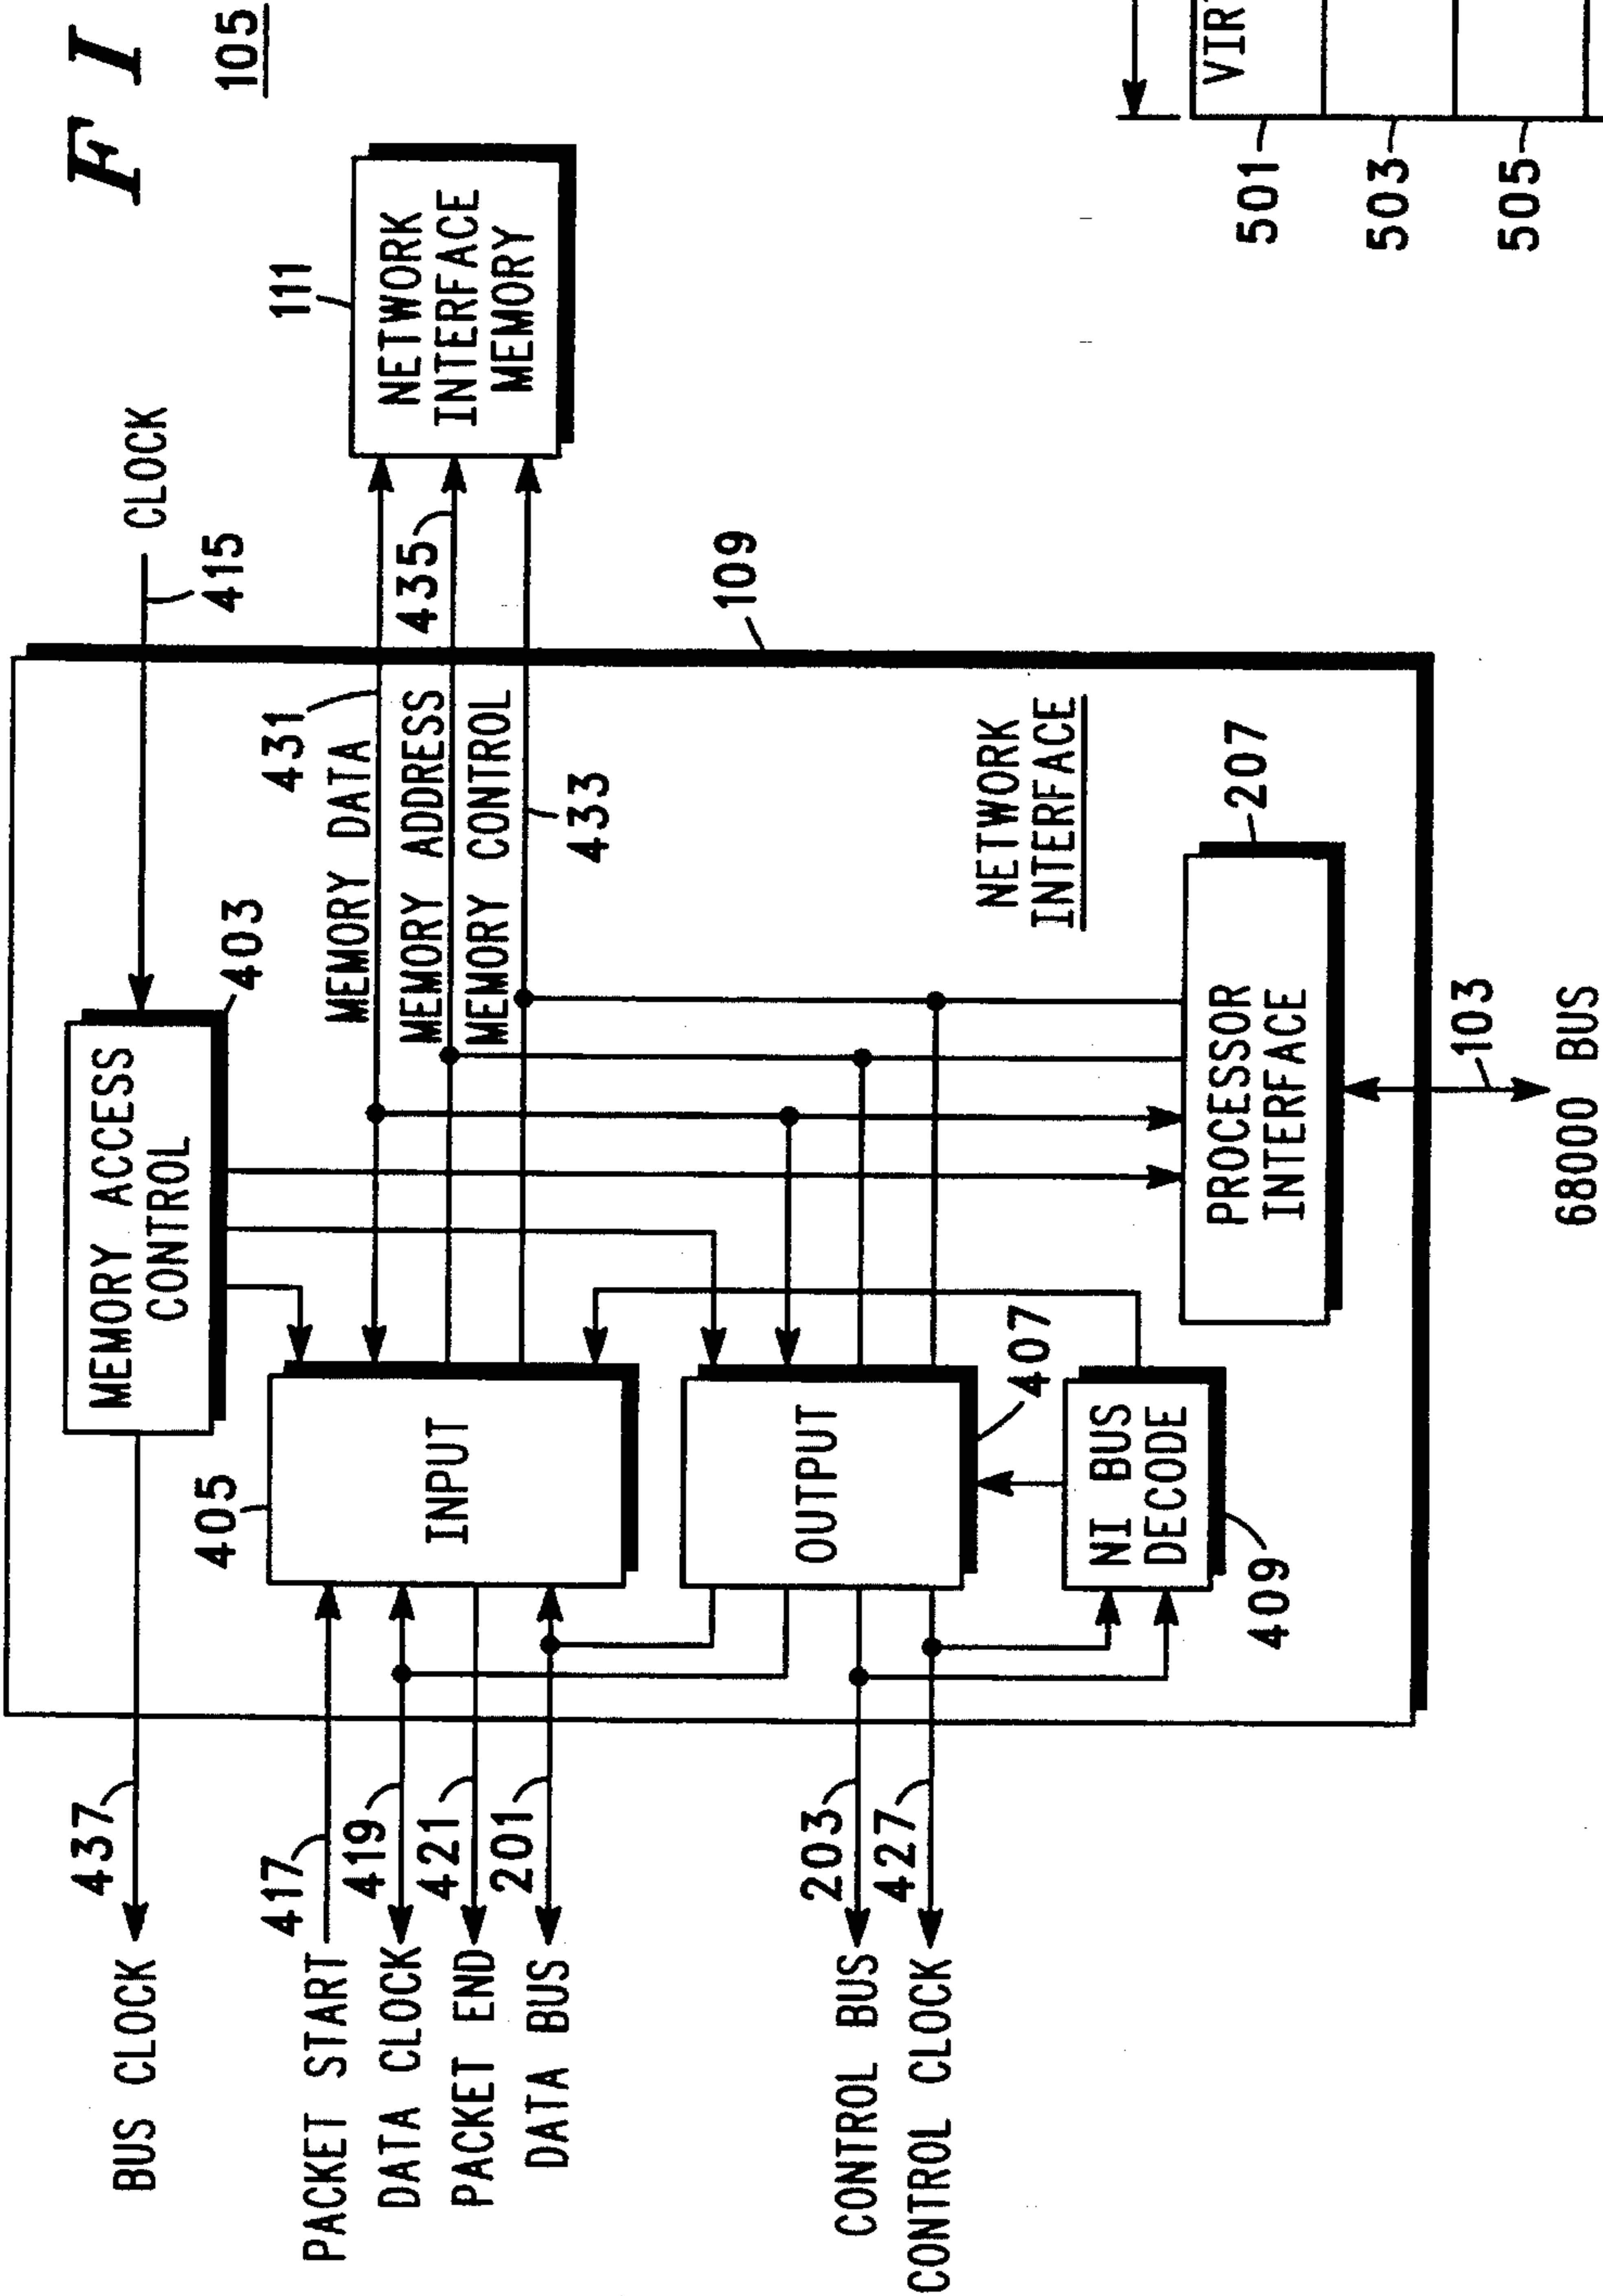 F I
105
CLOCK
415
111
NETWORK
INTERFACE
MEMORY
435
109
431
MEMORY DATA
MEMORY ADDRESS
MEMORY CONTROL
433
NETWORK
INTERFACE
403
MEMORY ACCESS
CONTROL
207
PROCESSOR
INTERFACE
103
68000 BUS
405
INPUT
407
OUTPUT
NI BUS
DECODE
409
437
BUS CLOCK
417
PACKET START
419
DATA CLOCK
421
PACKET END
201
DATA BUS
203
CONTROL BUS
427
CONTROL CLOCK
VIR
501
503
505